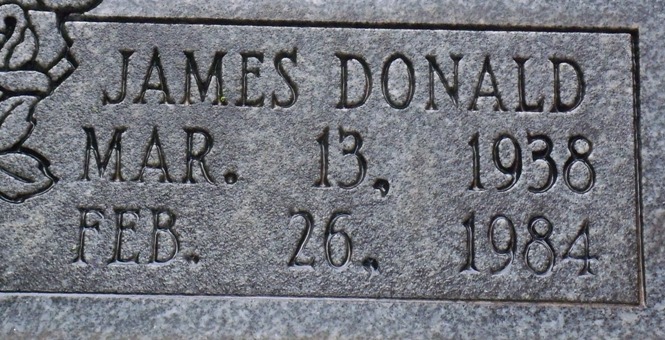 JAMES DONALD
MAR. 13, 1938
FEB. 26, 1984